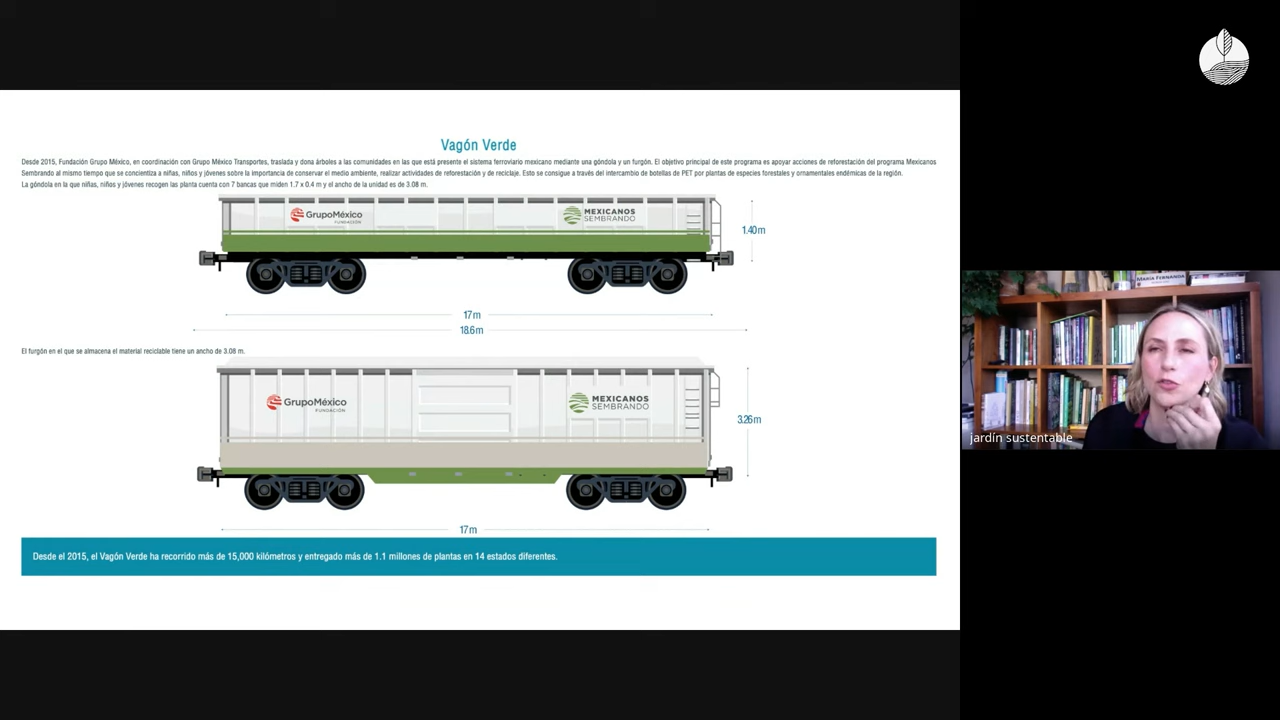 Vagón Verde
Desde 2015, Fundación Grupo México, en coordinación con Grupo México Transportes, traslada y dona árboles a las comunidades en las que está presente el sistema ferroviario mexicano mediante una góndola y un furgón. El objetivo principal de este programa es apoyar acciones de reforestación del programa Mexicanos
Sembrando al mismo tiempo que se concientiza a niñas, niños y jóvenes sobre la importancia de conservar el medio ambiente, realizar actividades de reforestación y de reciclaje. Esto se consigue a través del intercambio de botellas de PET por plantas de especies forestales y ornamentales endémicas de la región.
La góndola en la que niñas, niños y jóvenes recogen las planta cuenta con 7 bancas que miden 1.7 x 0.4 m y el ancho de la unidad es de 3.08 m.
GrupoMéxico
FUNDACIÓN
MEXICANOS
SEMBRANDO
1.40m
17m
18.6m
El furgón en el que se almacena el material reciclable tiene un ancho de 3.08 m.
GrupoMéxico
FUNDACIÓN
MEXICANOS
SEMBRANDO
3.26m
17m
Desde el 2015, el Vagón Verde ha recorrido más de 15,000 kilómetros y entregado más de 1.1 millones de plantas en 14 estados diferentes.
MARÍA FERNANDA
jardín sustentable